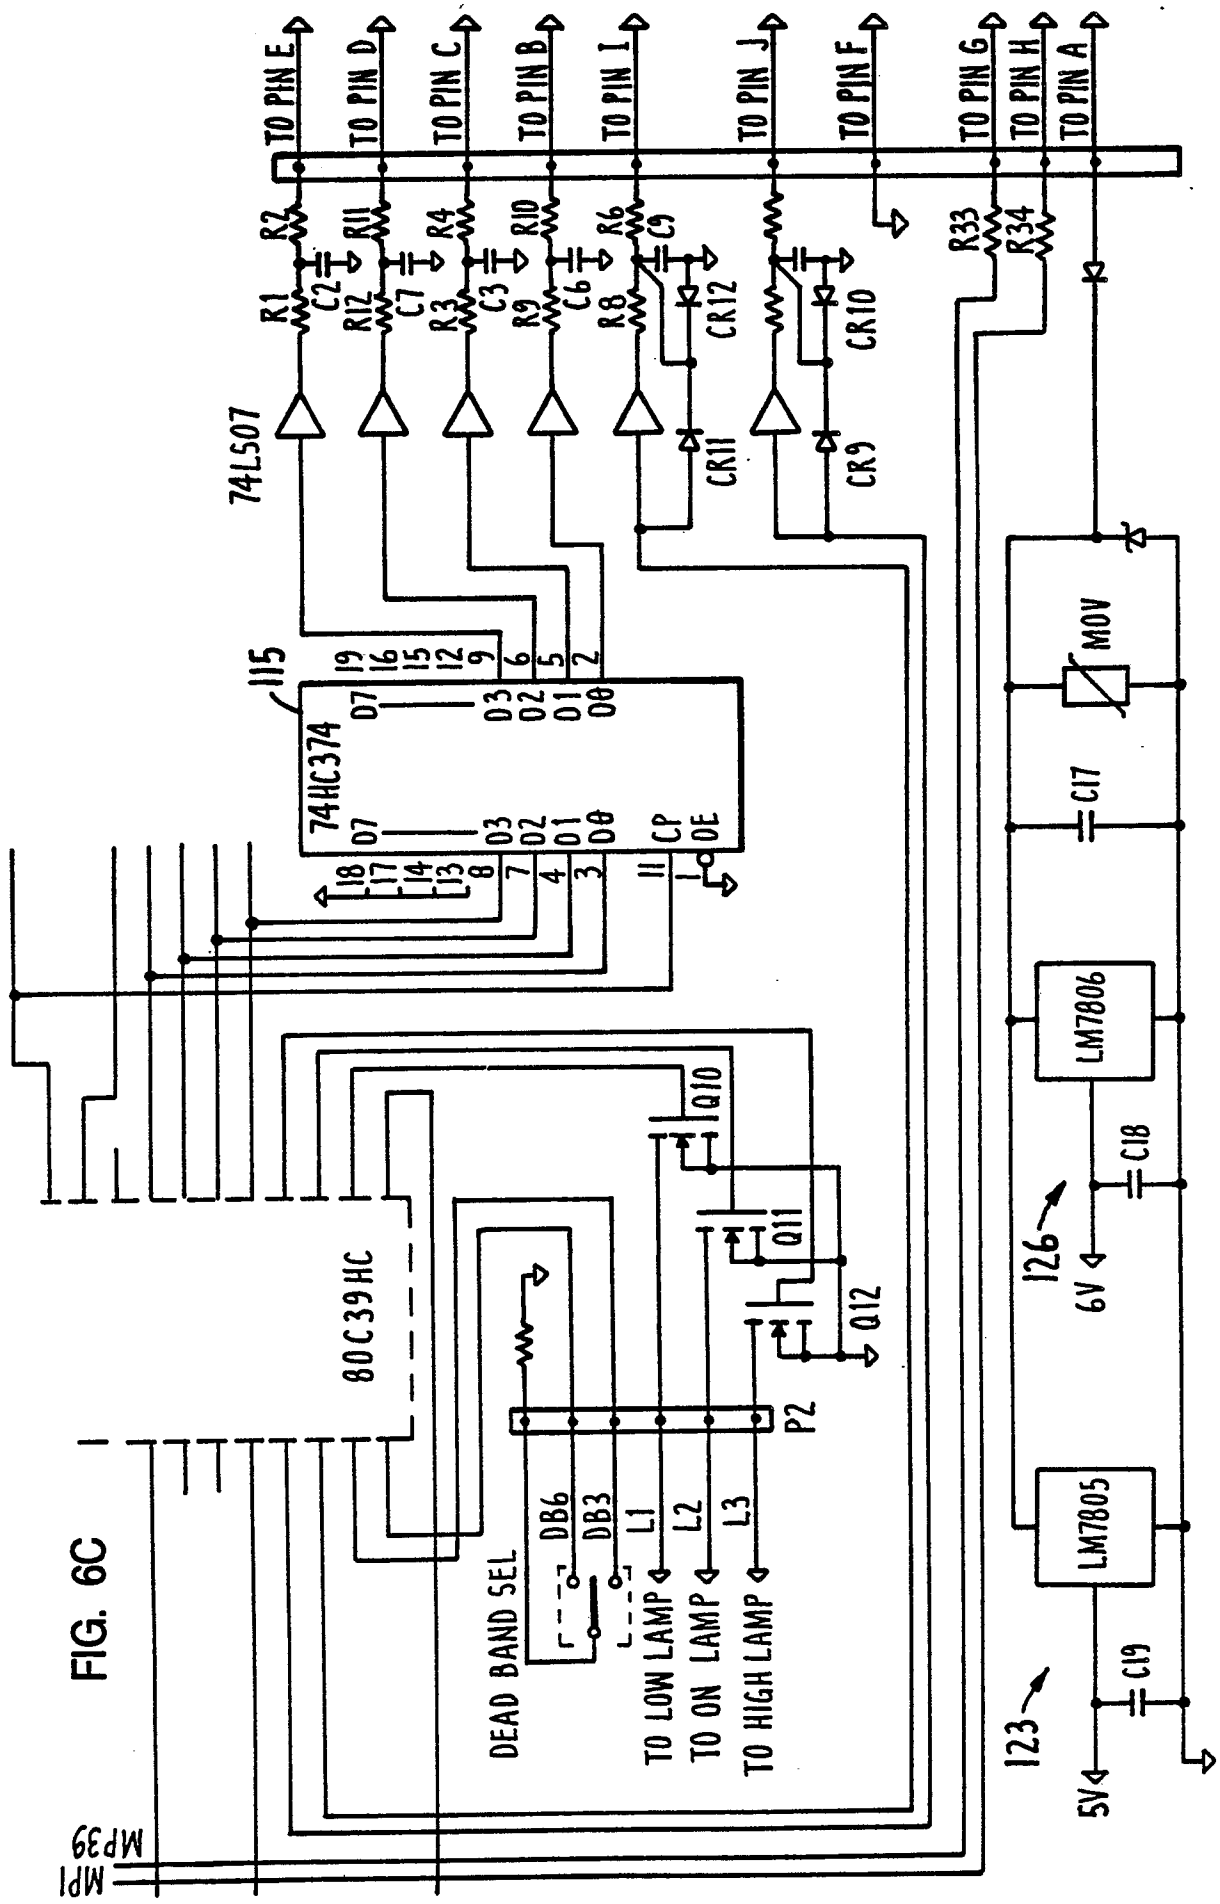 FIG. 6C
MP1
MP39
80C39HC
DEAD BAND SEL
DB6
DB3
L1
L2
L3
TO LOW LAMP
TO ON LAMP
TO HIGH LAMP
P2
Q10
Q11
Q12
115
74HC374
D7
D3
D2
D1
D0
CP
OE
D7
D3
D2
D1
D0
18
17
14
13
8
7
4
3
11
1
19
16
15
12
9
6
5
2
74LS07
R1
R2
C2
R12
R11
C7
R3
R4
C3
R9
R10
C6
R8
R6
C9
CR11
CR12
CR9
CR10
R33
R34
TO PIN E
TO PIN D
TO PIN C
TO PIN B
TO PIN I
TO PIN J
TO PIN F
TO PIN G
TO PIN H
TO PIN A
123
5V
C19
LM7805
126
6V
C18
LM7806
C17
MOV